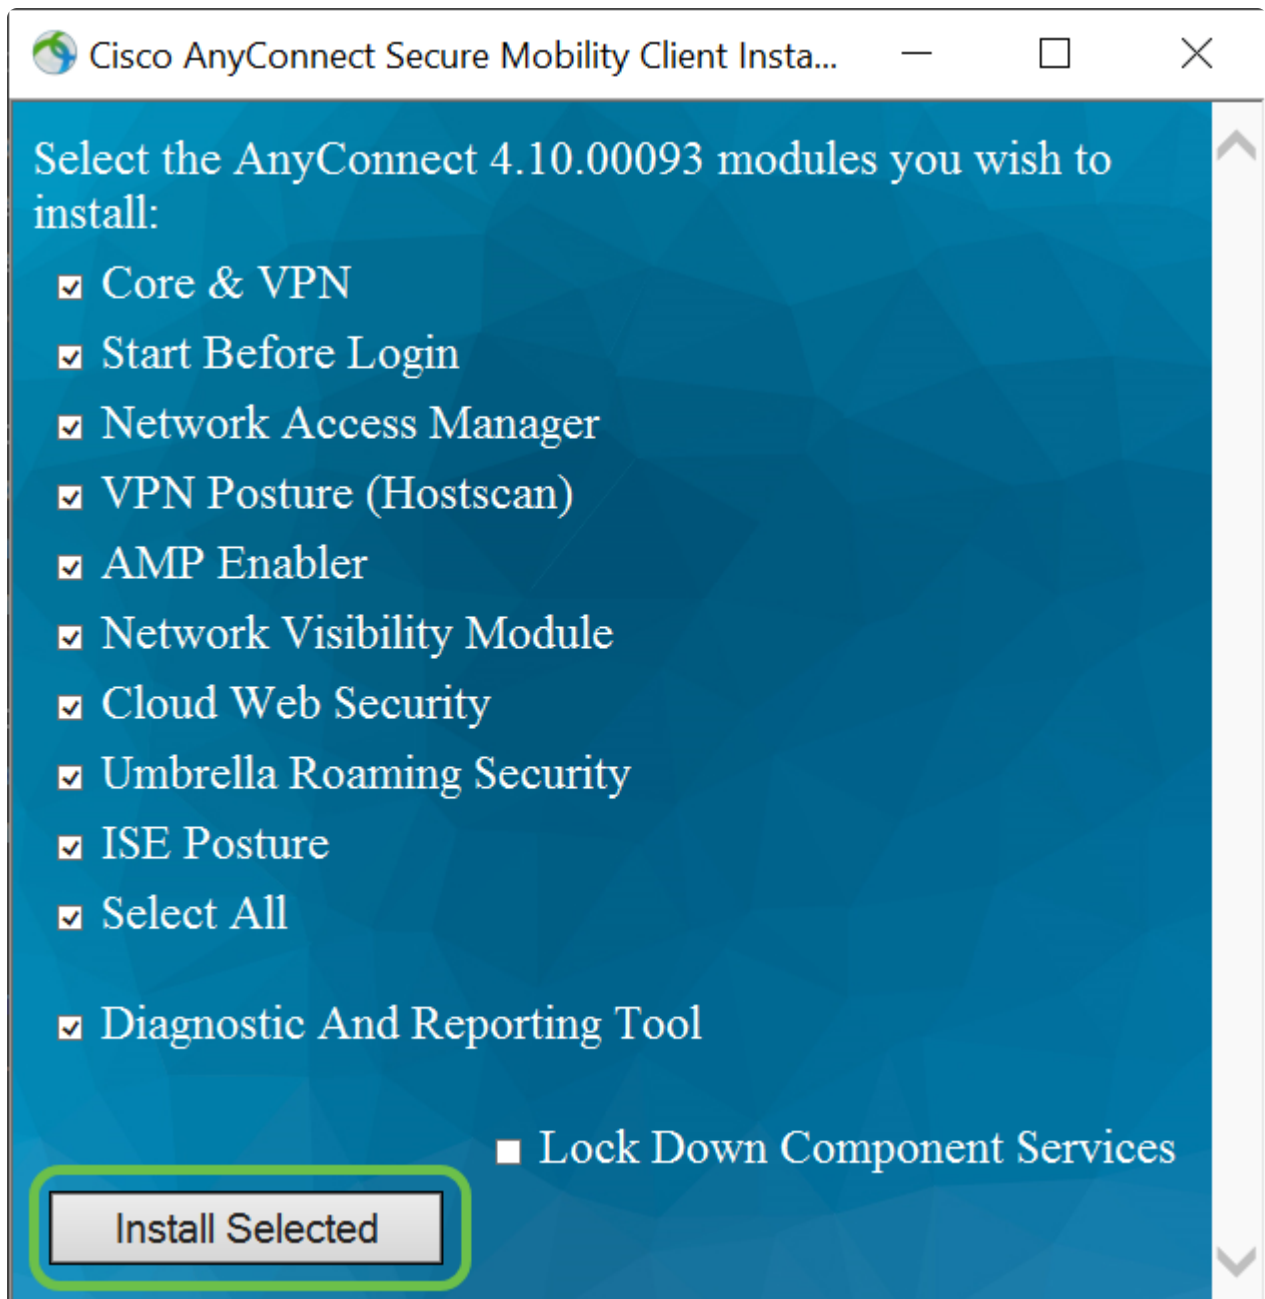 Cisco AnyConnect Secure Mobility Client Insta...
Select the AnyConnect 4.10.00093 modules you wish to
install:
Core & VPN
Start Before Login
Network Access Manager
VPN Posture (Hostscan)
AMP Enabler
Network Visibility Module
Cloud Web Security
Umbrella Roaming Security
ISE Posture
Select All
Diagnostic And Reporting Tool
Lock Down Component Services
Install Selected